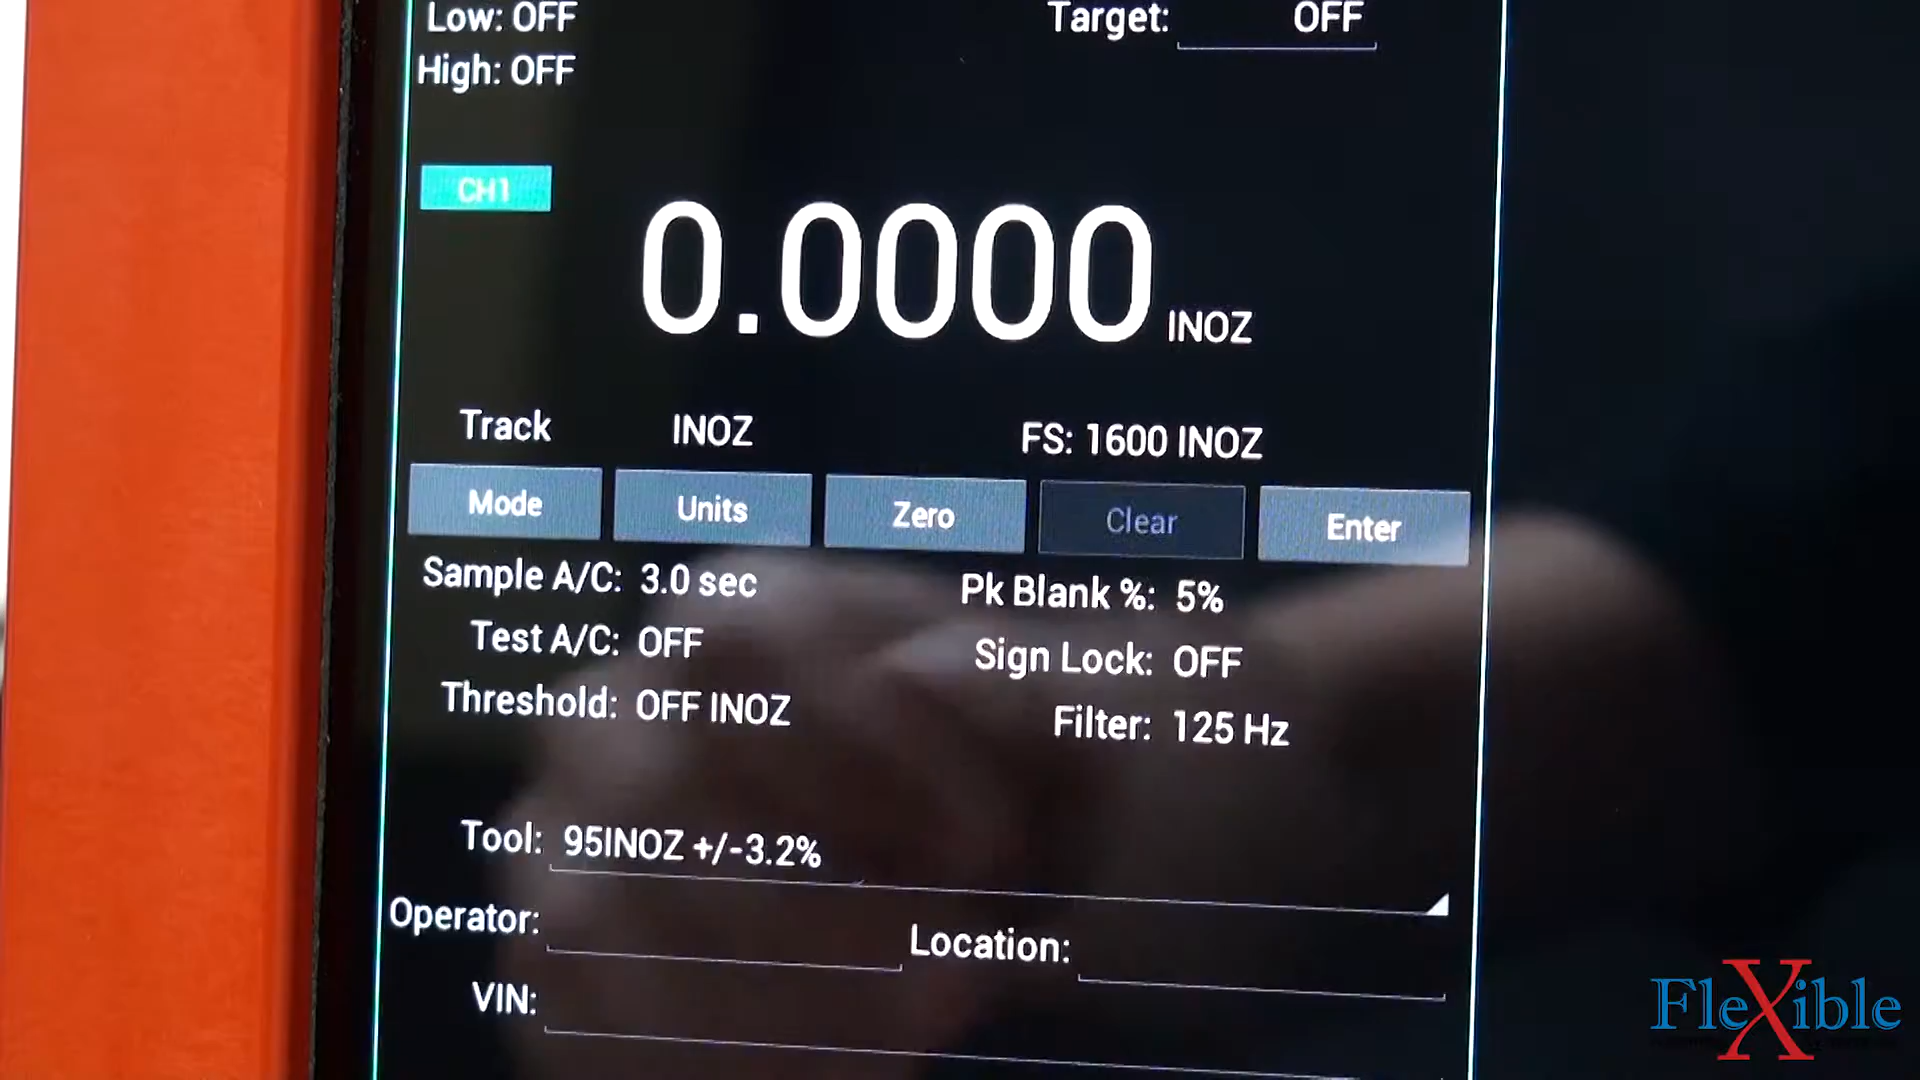 Low: OFF
Target: OFF
High: OFF
CH1
0.0000 INOZ
Track INOZ FS: 1600 INOZ
Mode Units Zero Clear Enter
Sample A/C: 3.0 sec Pk Blank %: 5%
Test A/C: OFF Sign Lock: OFF
Threshold: OFF INOZ Filter: 125 Hz
Tool: 95INOZ +/-3.2%
Operator: Location:
VIN:
FleXible